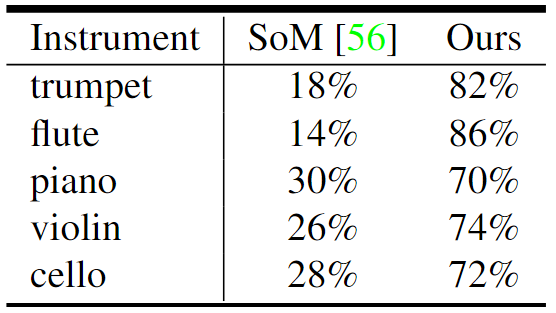 Instrument SoM [56] Ours
trumpet 18% 82%
flute 14% 86%
piano 30% 70%
violin 26% 74%
cello 28% 72%